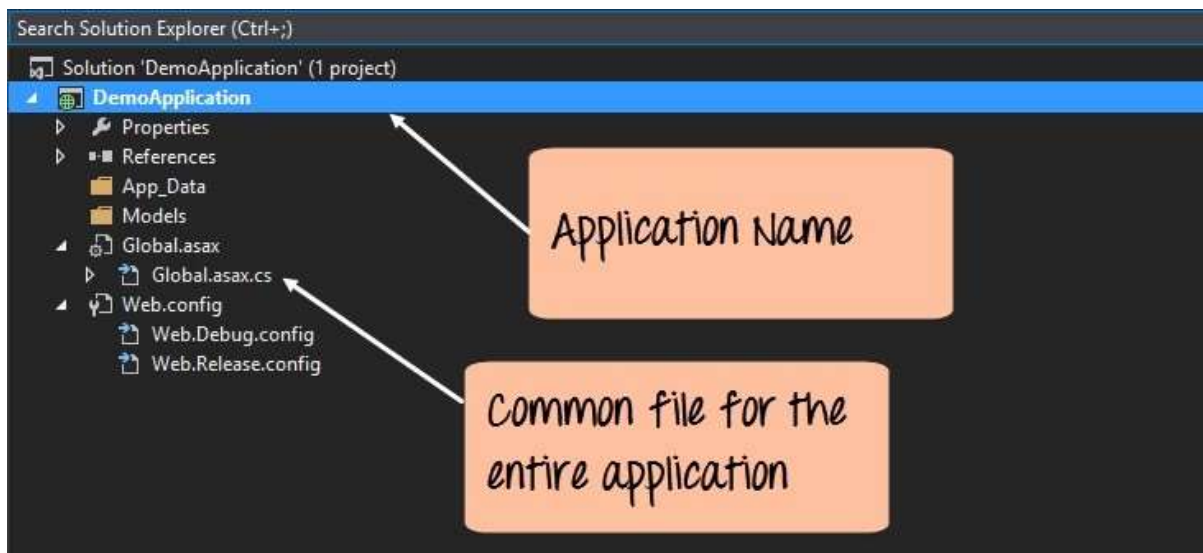 Search Solution Explorer (Ctrl+;)
Solution 'DemoApplication' (1 project)
DemoApplication
Properties
References
App_Data
Models
Global.asax
Global.asax.cs
Web.config
Web.Debug.config
Web.Release.config
Application Name
Common file for the
entire application